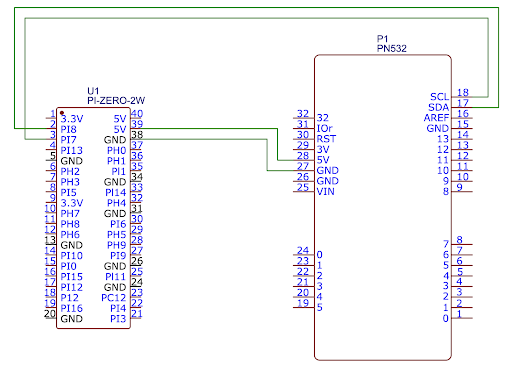 P1
PN532
U1
PI-ZERO-2W
1 3.3V 5V 40
2 PI8 5V 39
3 PI7 GND 38
4 PI13 PH0 37
5 GND PH1 36
6 PH2 PI1 35
7 PH3 GND 34
8 PI5 PI14 33
9 3.3V PH4 32
10 PH7 GND 31
11 PH8 PI6 30
12 PH6 PH5 29
13 GND PH9 28
14 PI10 PI9 27
15 PI0 GND 26
16 PI15 PI11 25
17 PI12 GND 24
18 P12 PC12 23
19 PI16 PI4 22
20 GND PI3 21
32 32
31 IOr
30 RST
29 3V
28 5V
27 GND
26 GND
25 VIN
24 0
23 1
22 2
21 3
20 4
19 5
SCL 18
SDA 17
AREF 16
GND 15
13 14
12 13
11 12
10 11
9 10
8 9
7 8
6 7
5 6
4 5
3 4
2 3
1 2
0 1